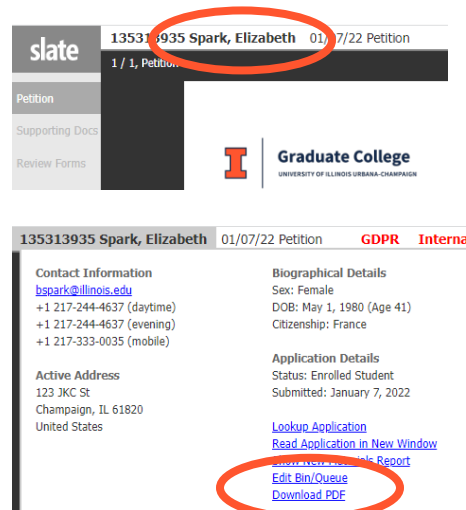 slate
135313935 Spark, Elizabeth 01/07/22 Petition
1 / 1, Petition
Petition
Supporting Docs
Review Forms
I
Graduate College
UNIVERSITY OF ILLINOIS URBANA-CHAMPAIGN
135313935 Spark, Elizabeth 01/07/22 Petition GDPR Interna
Contact Information
bspark@illinois.edu
+1 217-244-4637 (daytime)
+1 217-244-4637 (evening)
+1 217-333-0035 (mobile)
Active Address
123 JKC St
Champaign, IL 61820
United States
Biographical Details
Sex: Female
DOB: May 1, 1980 (Age 41)
Citizenship: France
Application Details
Status: Enrolled Student
Submitted: January 7, 2022
Lookup Application
Read Application in New Window
Show New Materials Report
Edit Bin/Queue
Download PDF